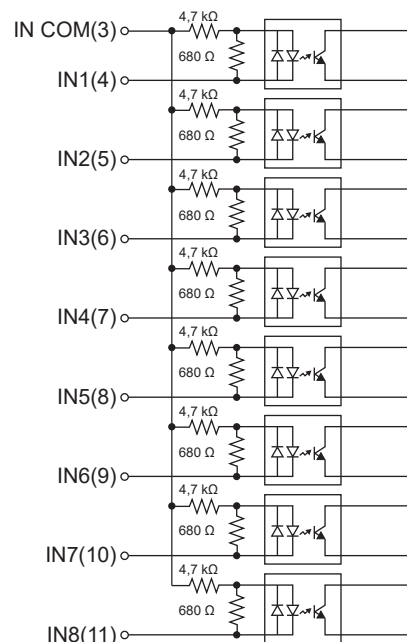 4,7 kΩ
IN COM(3)
680 Ω
IN1(4)
4,7 kΩ
680 Ω
IN2(5)
4,7 kΩ
680 Ω
IN3(6)
4,7 kΩ
680 Ω
IN4(7)
4,7 kΩ
680 Ω
IN5(8)
4,7 kΩ
680 Ω
IN6(9)
4,7 kΩ
680 Ω
IN7(10)
4,7 kΩ
680 Ω
IN8(11)